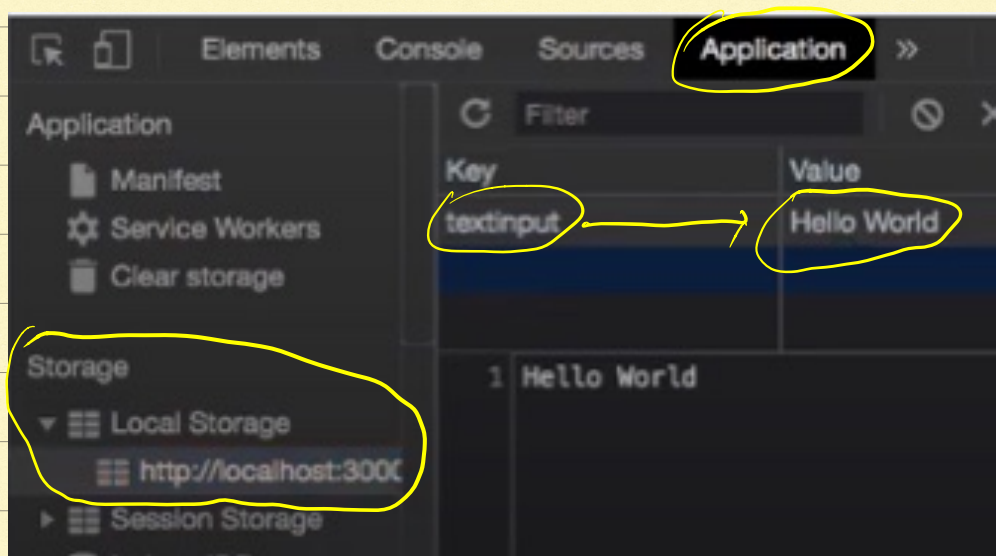 Elements Console Sources Application »
Application
Filter
Manifest
Service Workers
Clear storage
Key Value
textinput Hello World
Storage
Local Storage
http://localhost:3000
Session Storage
1 Hello World